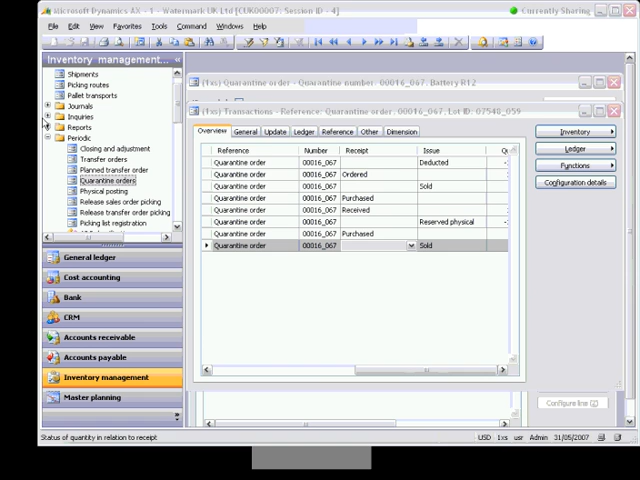 Microsoft Dynamics AX - 1 - Watermark UK Ltd [CUK00007: Session ID - 4]
Currently Sharing
File Edit View Favorites Tools Command Windows Help
Inventory management... «
Shipments
Picking routes
Pallet transports
Journals
Inquiries
Reports
Periodic
Closing and adjustment
Transfer orders
Planned transfer order
Quarantine orders
Physical posting
Release sales order picking
Release transfer order picking
Picking list registration
General ledger
Cost accounting
Bank
CRM
Accounts receivable
Accounts payable
Inventory management
Master planning
(1xs) Quarantine order - Quarantine number: 00016_067, Battery R12
(1xs) Transactions - Reference: Quarantine order, 00016_067, Lot ID: 07548_059
Overview General Update Ledger Reference Other Dimension
Reference Number Receipt Issue
Quarantine order 00016_067 Deducted
Quarantine order 00016_067 Ordered
Quarantine order 00016_067 Sold
Quarantine order 00016_067 Purchased
Quarantine order 00016_067 Received
Quarantine order 00016_067 Reserved physical
Quarantine order 00016_067 Purchased
Quarantine order 00016_067 Sold
Inventory
Ledger
Functions
Configuration details
Configure line
Status of quantity in relation to receipt
USD 1xs usr Admin 31/05/2007